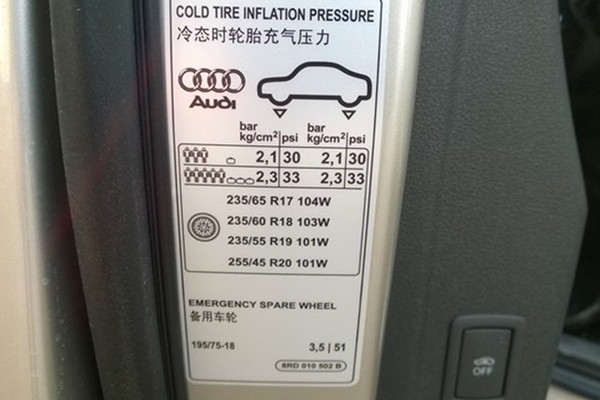 COLD TIRE INFLATION PRESSURE
冷态时轮胎充气压力
Audi
bar kg/cm² psi bar kg/cm² psi
2,1 30 2,1 30
2,3 33 2,3 33
235/65 R17 104W
235/60 R18 103W
235/55 R19 101W
255/45 R20 101W
EMERGENCY SPARE WHEEL
备用车轮
195/75-18 3,5 | 51
8RD 010 502 B
OFF